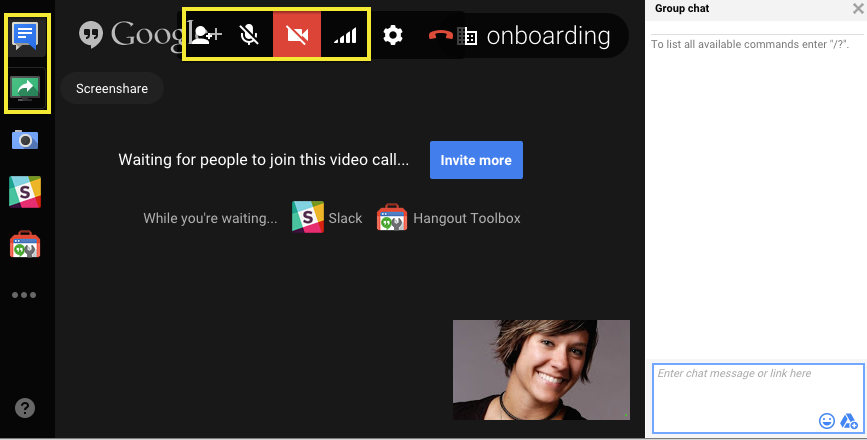 Group chat
To list all available commands enter "/?".
Goog
onboarding
Screenshare
Waiting for people to join this video call...
Invite more
While you're waiting...
S
Slack
Hangout Toolbox
S
?
Enter chat message or link here